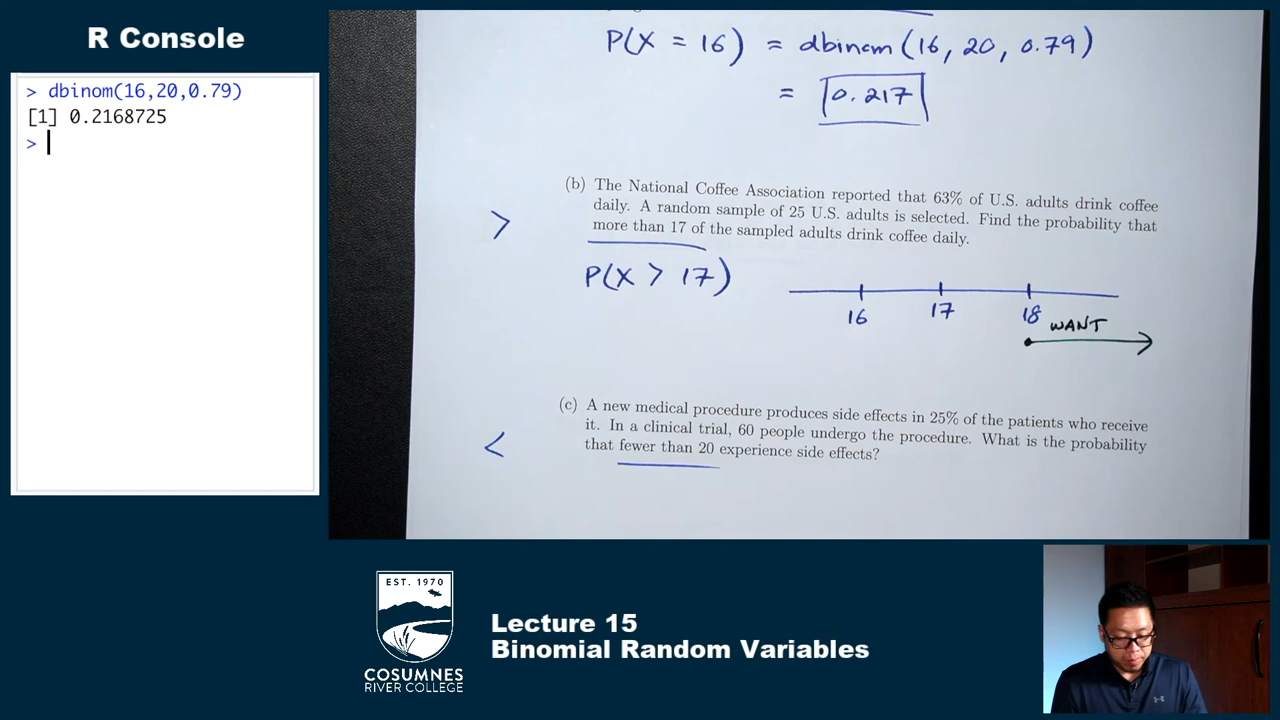 R Console
> dbinom(16,20,0.79)
[1] 0.2168725
>
P(X = 16) = dbinom(16, 20, 0.79)
= 0.217
(b) The National Coffee Association reported that 63% of U.S. adults drink coffee
daily. A random sample of 25 U.S. adults is selected. Find the probability that
more than 17 of the sampled adults drink coffee daily.
>
P(X > 17)
16 17 18
WANT
(c) A new medical procedure produces side effects in 25% of the patients who receive
it. In a clinical trial, 60 people undergo the procedure. What is the probability
that fewer than 20 experience side effects?
<
EST. 1970
COSUMNES
RIVER COLLEGE
Lecture 15
Binomial Random Variables